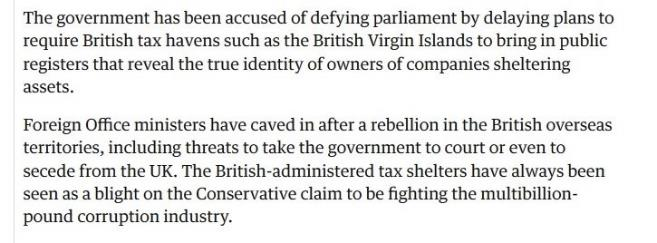 The government has been accused of defying parliament by delaying plans to
require British tax havens such as the British Virgin Islands to bring in public
registers that reveal the true identity of owners of companies sheltering
assets.
Foreign Office ministers have caved in after a rebellion in the British overseas
territories, including threats to take the government to court or even to
secede from the UK. The British-administered tax shelters have always been
seen as a blight on the Conservative claim to be fighting the multibillion-
pound corruption industry.